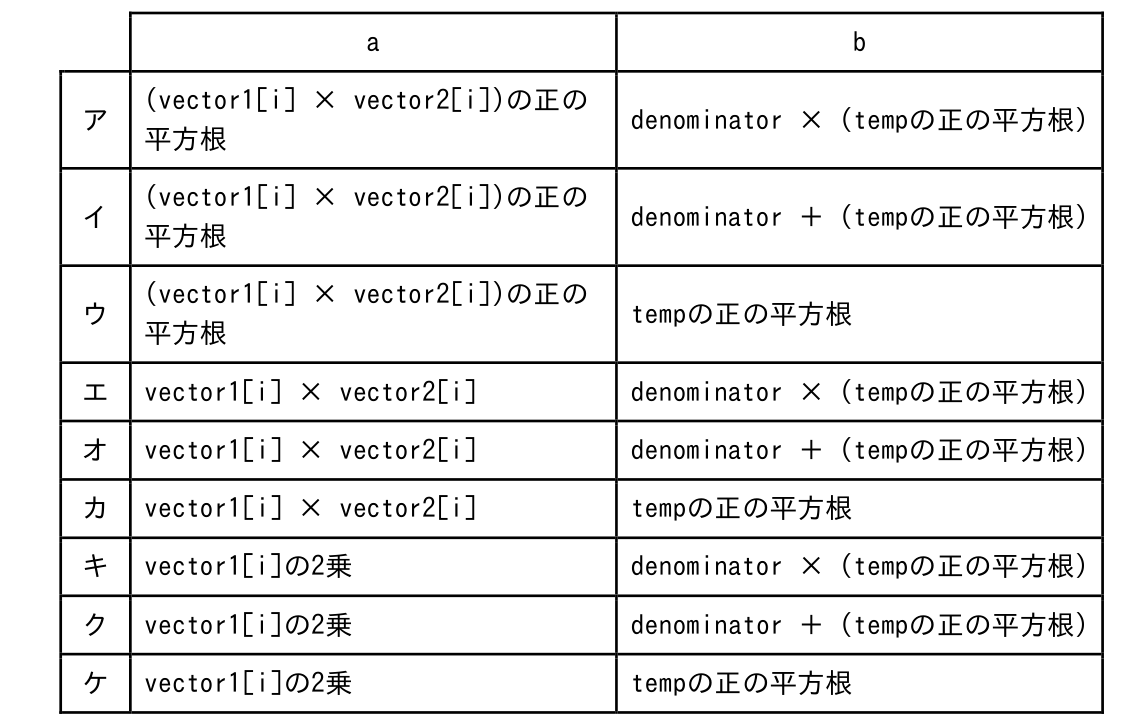 a b
ア (vector1[i] × vector2[i])の正の
平方根 denominator × (tempの正の平方根)
イ (vector1[i] × vector2[i])の正の
平方根 denominator ＋ (tempの正の平方根)
ウ (vector1[i] × vector2[i])の正の
平方根 tempの正の平方根
エ vector1[i] × vector2[i] denominator × (tempの正の平方根)
オ vector1[i] × vector2[i] denominator ＋ (tempの正の平方根)
カ vector1[i] × vector2[i] tempの正の平方根
キ vector1[i]の2乗 denominator × (tempの正の平方根)
ク vector1[i]の2乗 denominator ＋ (tempの正の平方根)
ケ vector1[i]の2乗 tempの正の平方根